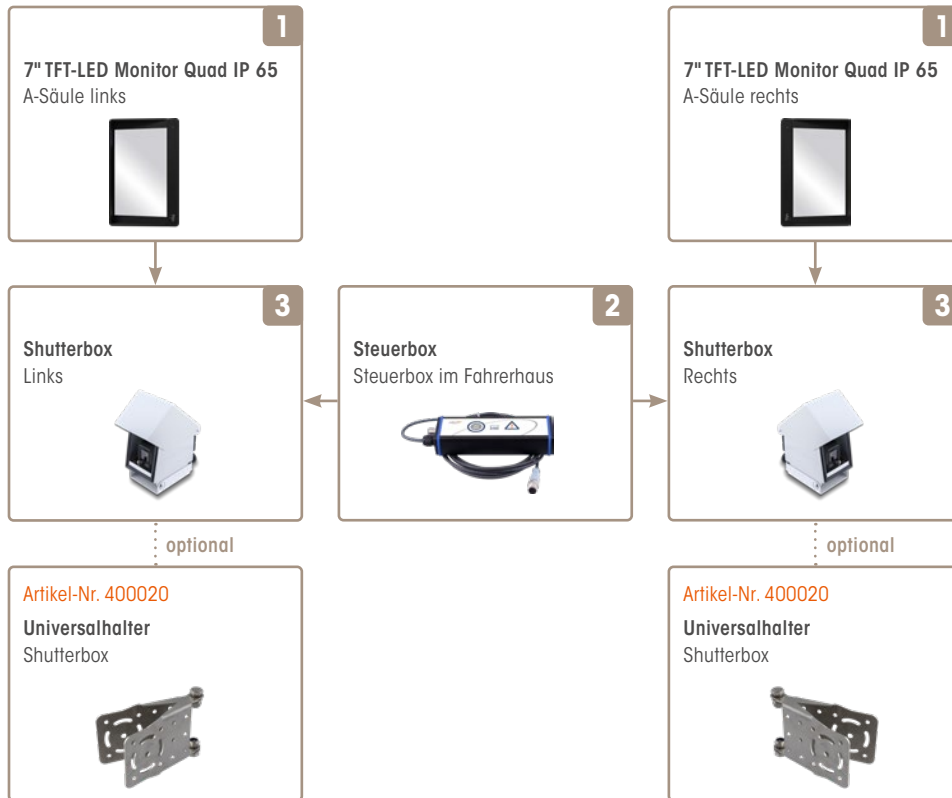 1
7" TFT-LED Monitor Quad IP 65
A-Säule links
1
7" TFT-LED Monitor Quad IP 65
A-Säule rechts
3
Shutterbox
Links
2
Steuerbox
Steuerbox im Fahrerhaus
3
Shutterbox
Rechts
optional
optional
Artikel-Nr. 400020
Universalhalter
Shutterbox
Artikel-Nr. 400020
Universalhalter
Shutterbox